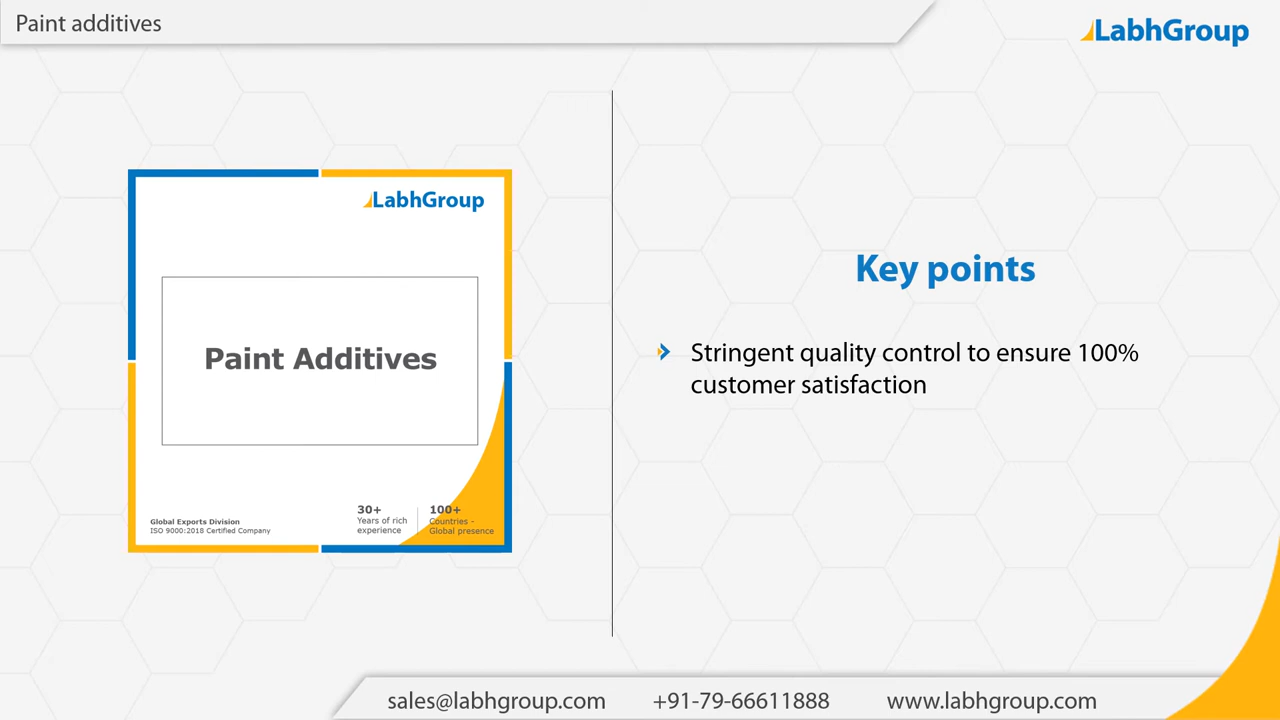 Paint additives
LabhGroup
LabhGroup
Paint Additives
Global Exports Division
ISO 9000:2018 Certified Company
30+
Years of rich
experience
100+
Countries -
Global presence
Key points
Stringent quality control to ensure 100%
customer satisfaction
sales@labhgroup.com
+91-79-66611888
www.labhgroup.com